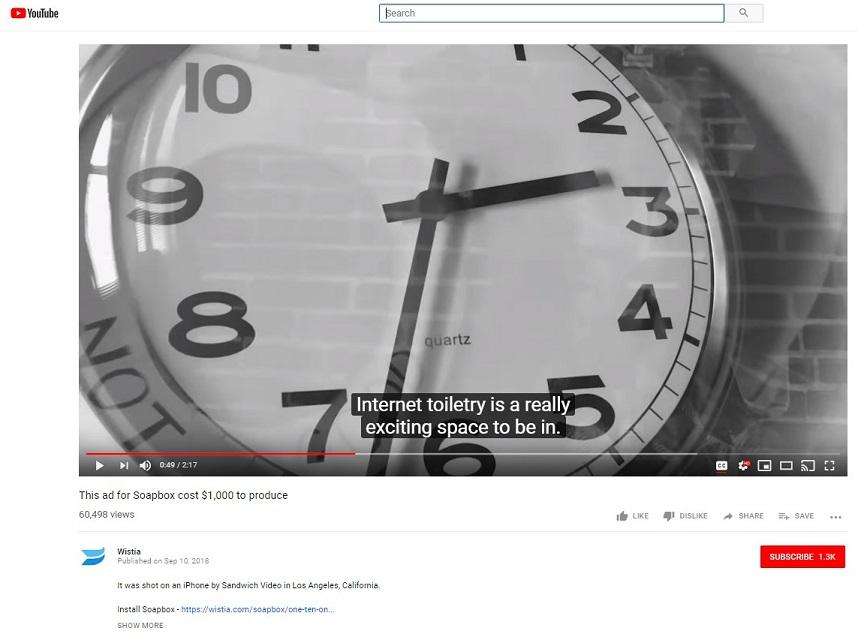 YouTube
Search
10
2
9
3
8
4
quartz
7
5
6
Internet toiletry is a really
exciting space to be in.
0:49 / 2:17
CC
HD
This ad for Soapbox cost $1,000 to produce
60,498 views
LIKE DISLIKE SHARE SAVE
Wistia
Published on Sep 10, 2018
SUBSCRIBE 1.3K
It was shot on an iPhone by Sandwich Video in Los Angeles, California.
Install Soapbox - https://wistia.com/soapbox/one-ten-on...
SHOW MORE